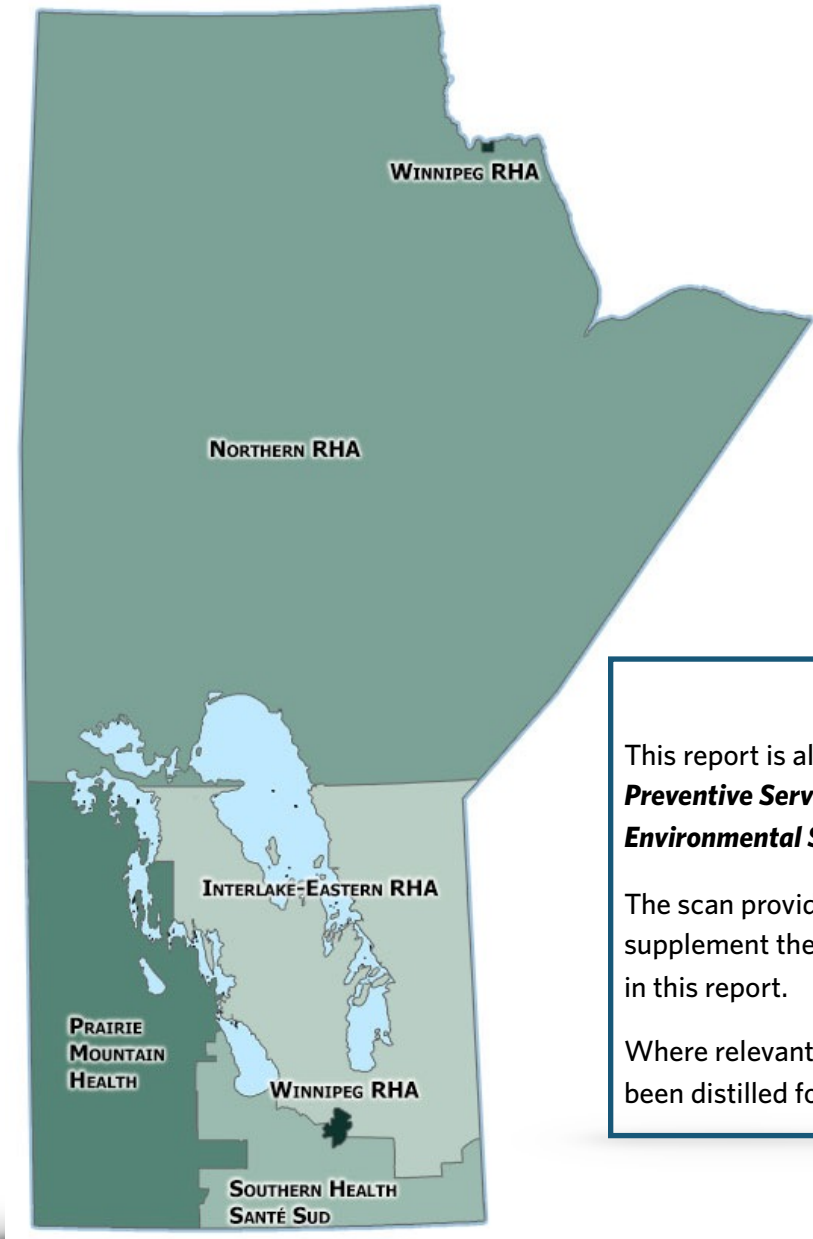 WINNIPEG RHA
NORTHERN RHA
INTERLAKE-EASTERN RHA
PRAIRIE
MOUNTAIN
HEALTH
WINNIPEG RHA
SOUTHERN HEALTH
SANTÉ SUD
This report is al
Preventive Serv
Environmental S
The scan provid
supplement the
in this report.
Where relevant
been distilled fo